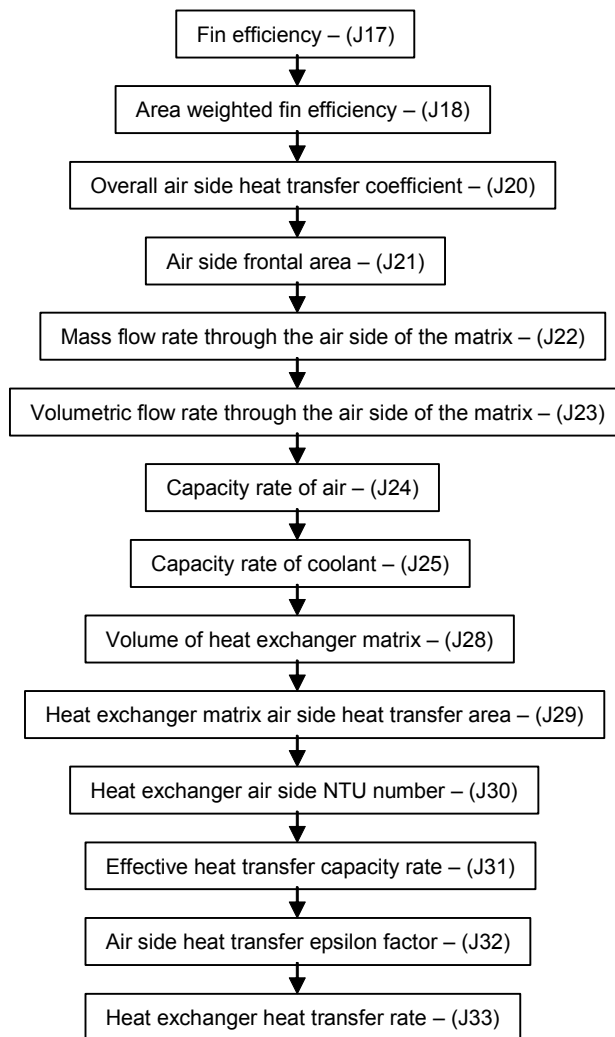 Fin efficiency – (J17)
Area weighted fin efficiency – (J18)
Overall air side heat transfer coefficient – (J20)
Air side frontal area – (J21)
Mass flow rate through the air side of the matrix – (J22)
Volumetric flow rate through the air side of the matrix – (J23)
Capacity rate of air – (J24)
Capacity rate of coolant – (J25)
Volume of heat exchanger matrix – (J28)
Heat exchanger matrix air side heat transfer area – (J29)
Heat exchanger air side NTU number – (J30)
Effective heat transfer capacity rate – (J31)
Air side heat transfer epsilon factor – (J32)
Heat exchanger heat transfer rate – (J33)